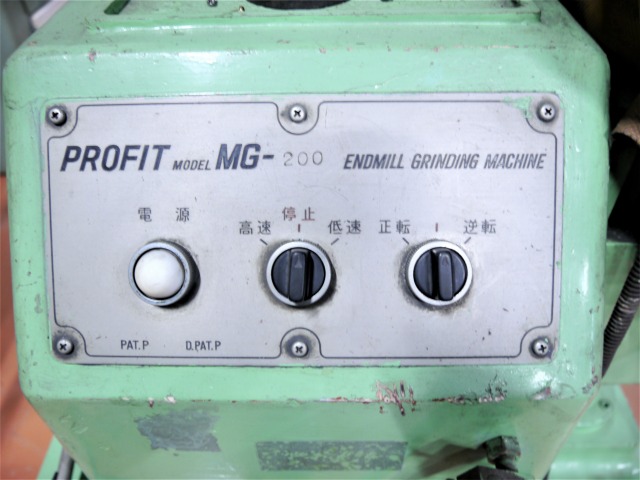 PROFIT MODEL MG-200 ENDMILL GRINDING MACHINE
電源 高速 停止 低速 正転 逆転
PAT.P D.PAT.P